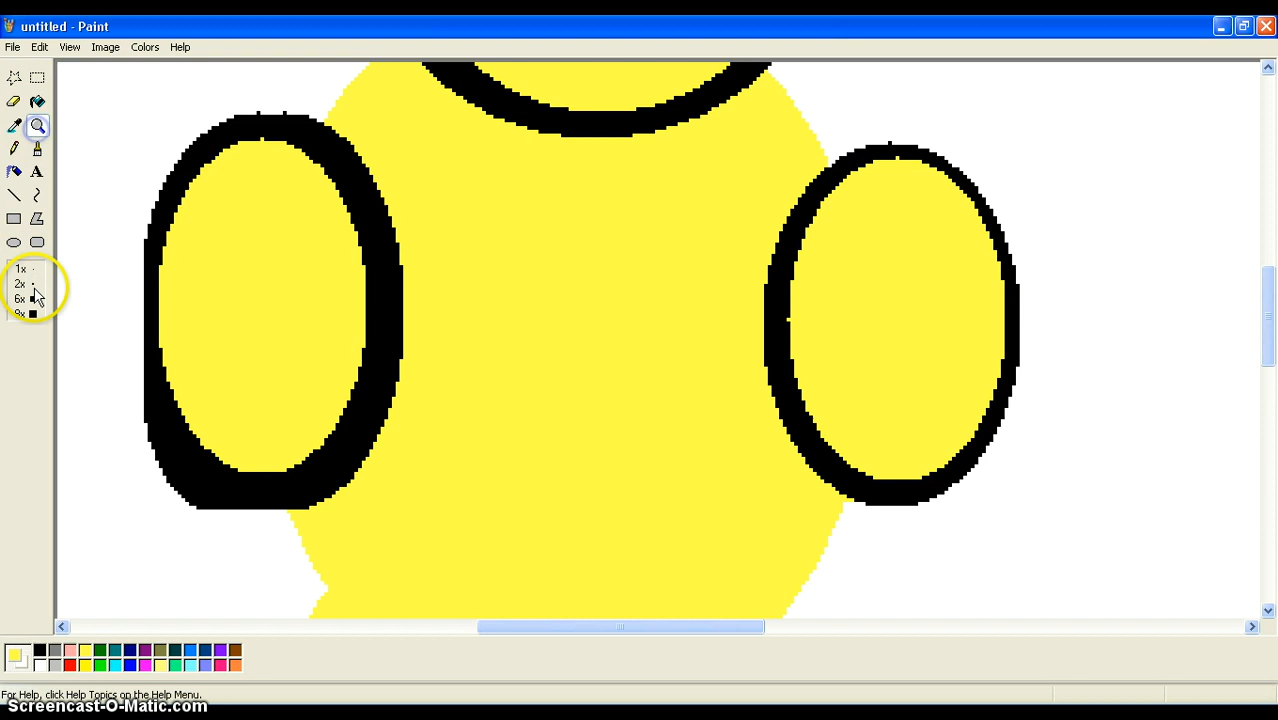 untitled - Paint
File Edit View Image Colors Help
A
1x
2x
6x
8x
For Help, click Help Topics on the Help Menu.
Screencast-O-Matic.com